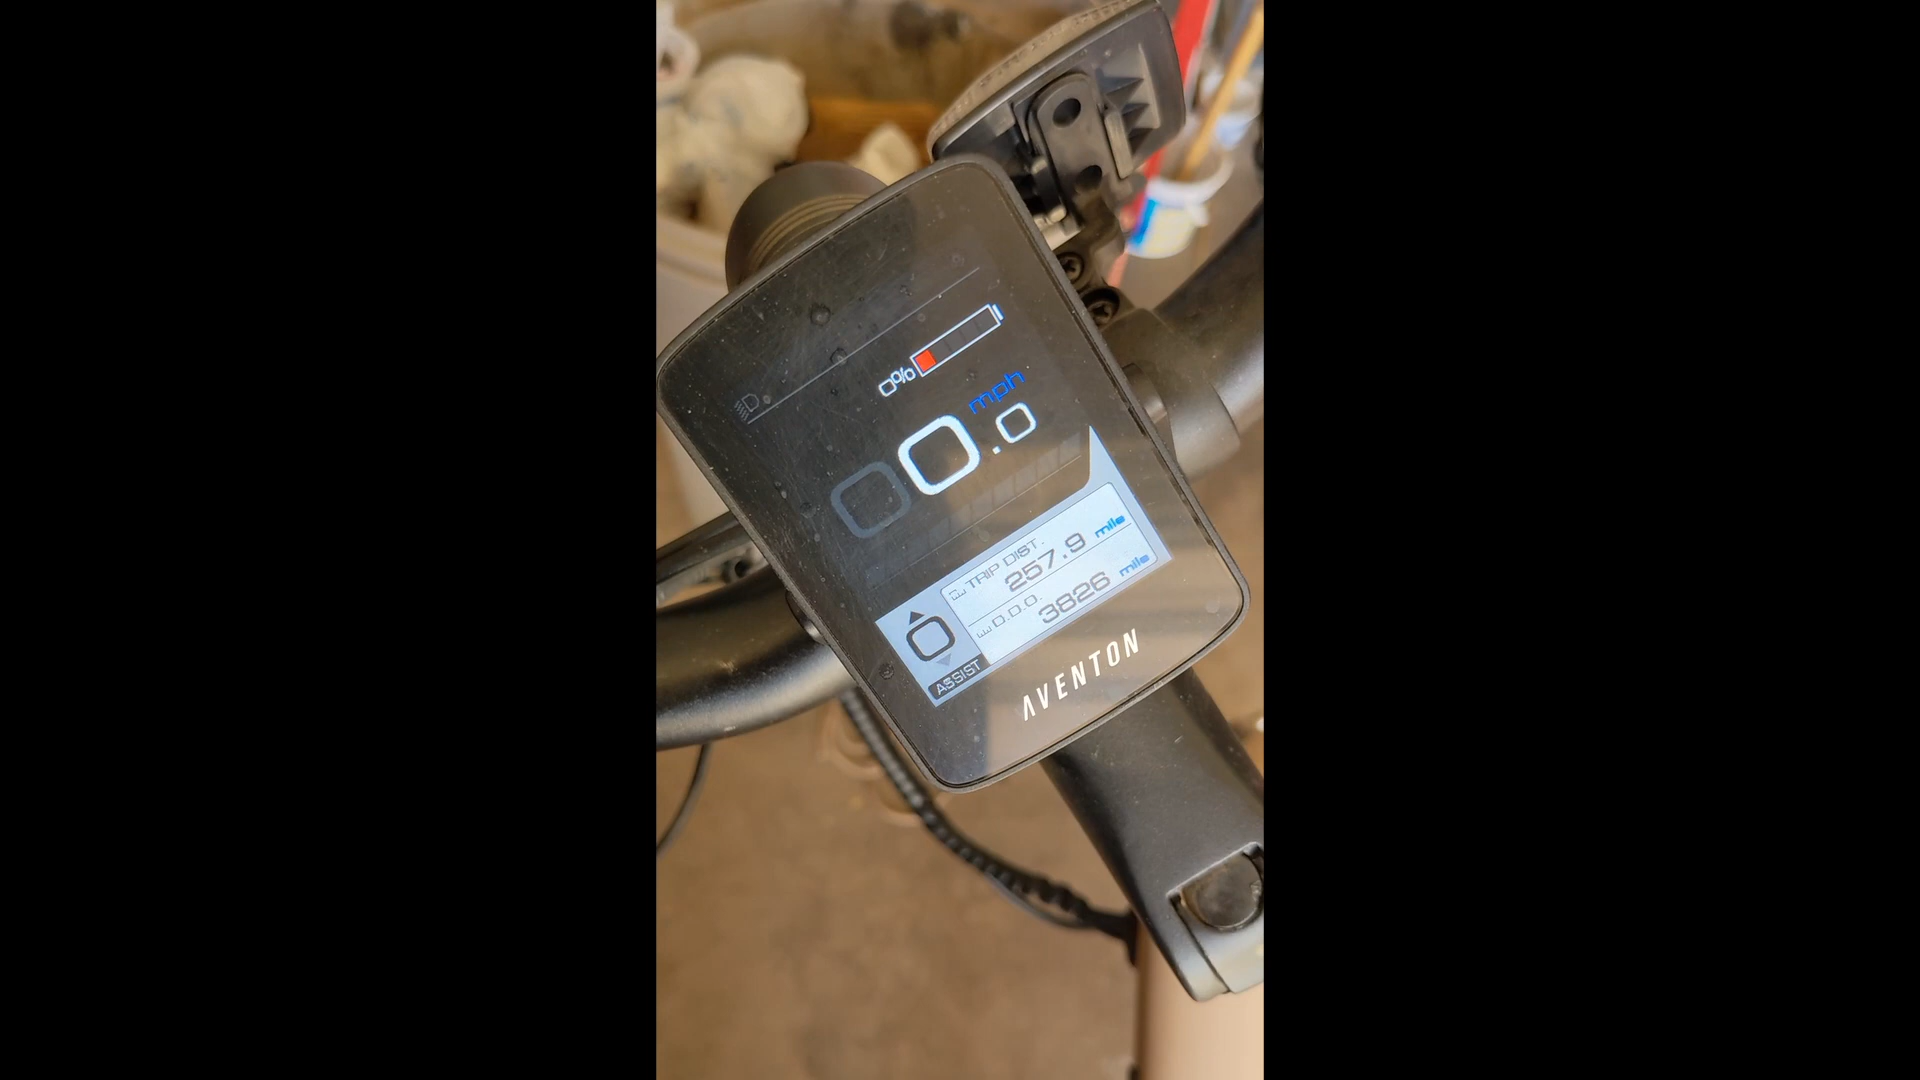 0%
mph
0.0
TRIP DIST.
257.9 mile
O.D.O.
3826 mile
0
ASSIST
AVENTON